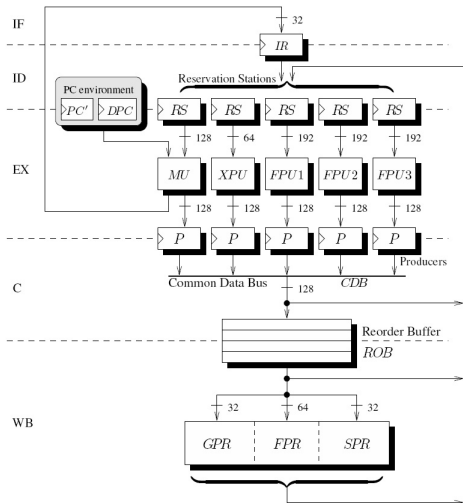 IF
32
IR
ID
Reservation Stations
PC environment
PC' DPC
RS RS RS RS RS
128 64 192 192 192
EX
MU XPU FPU1 FPU2 FPU3
128 128 128 128 128
P P P P P
Producers
Common Data Bus CDB
C
128
Reorder Buffer
ROB
WB
32 64 32
GPR FPR SPR